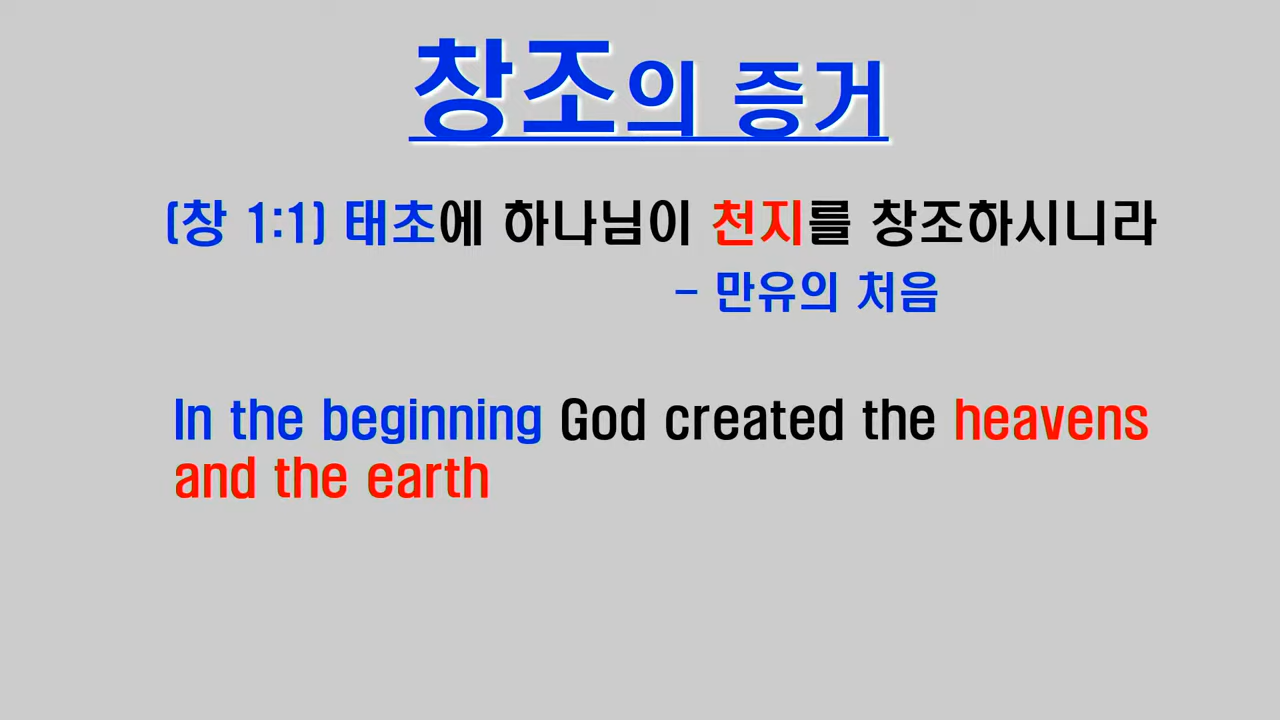 창조의 증거
(창 1:1) 태초에 하나님이 천지를 창조하시니라
- 만유의 처음
In the beginning God created the heavens
and the earth